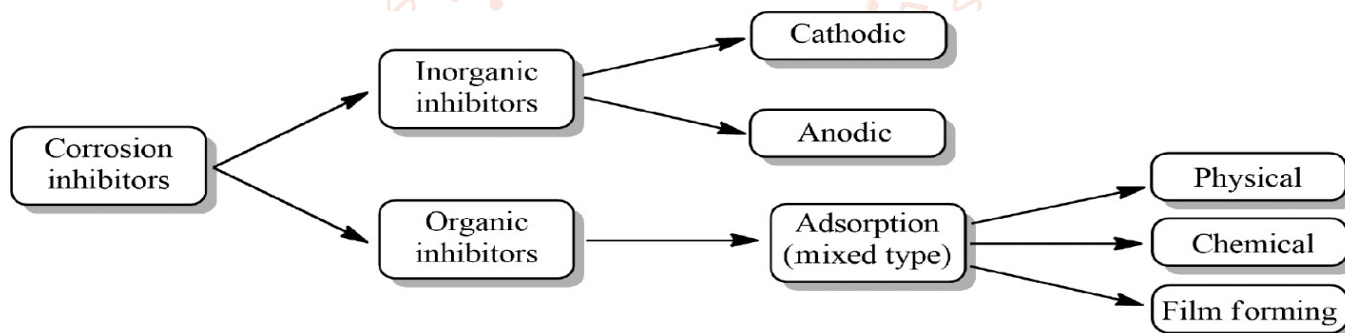 Cathodic
Inorganic
inhibitors
Anodic
Corrosion
inhibitors
Physical
Organic
inhibitors
Adsorption
(mixed type)
Chemical
Film forming